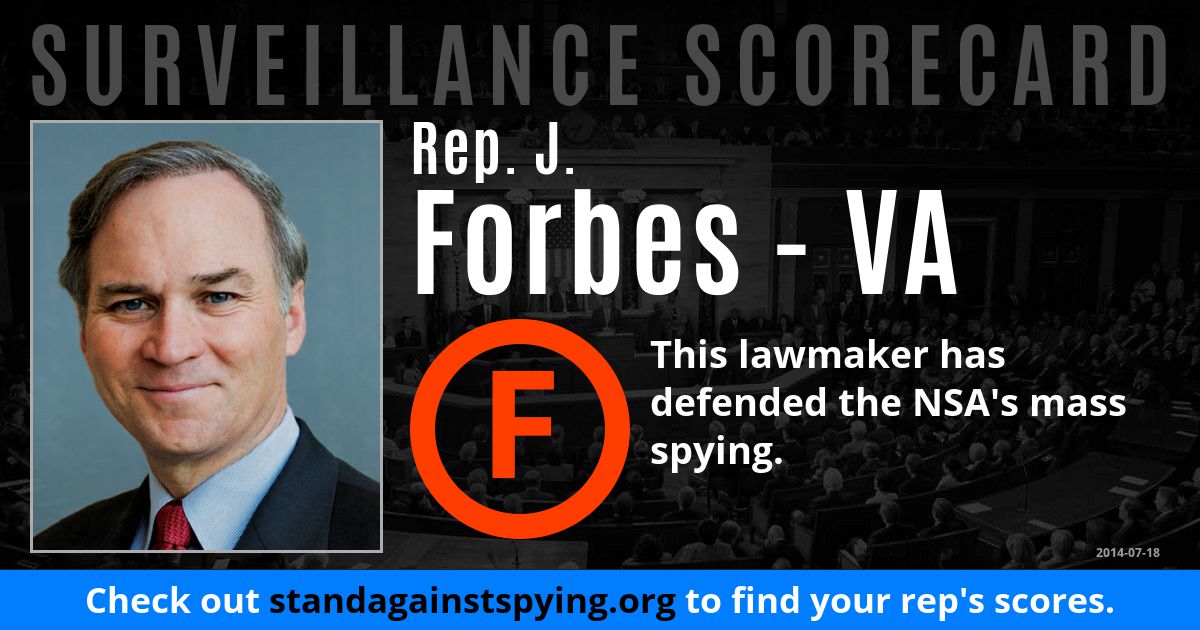 SURVEILLANCE SCORECARD
Rep. J.
Forbes - VA
F
This lawmaker has
defended the NSA's mass
spying.
2014-07-18
Check out standagainstspying.org to find your rep's scores.